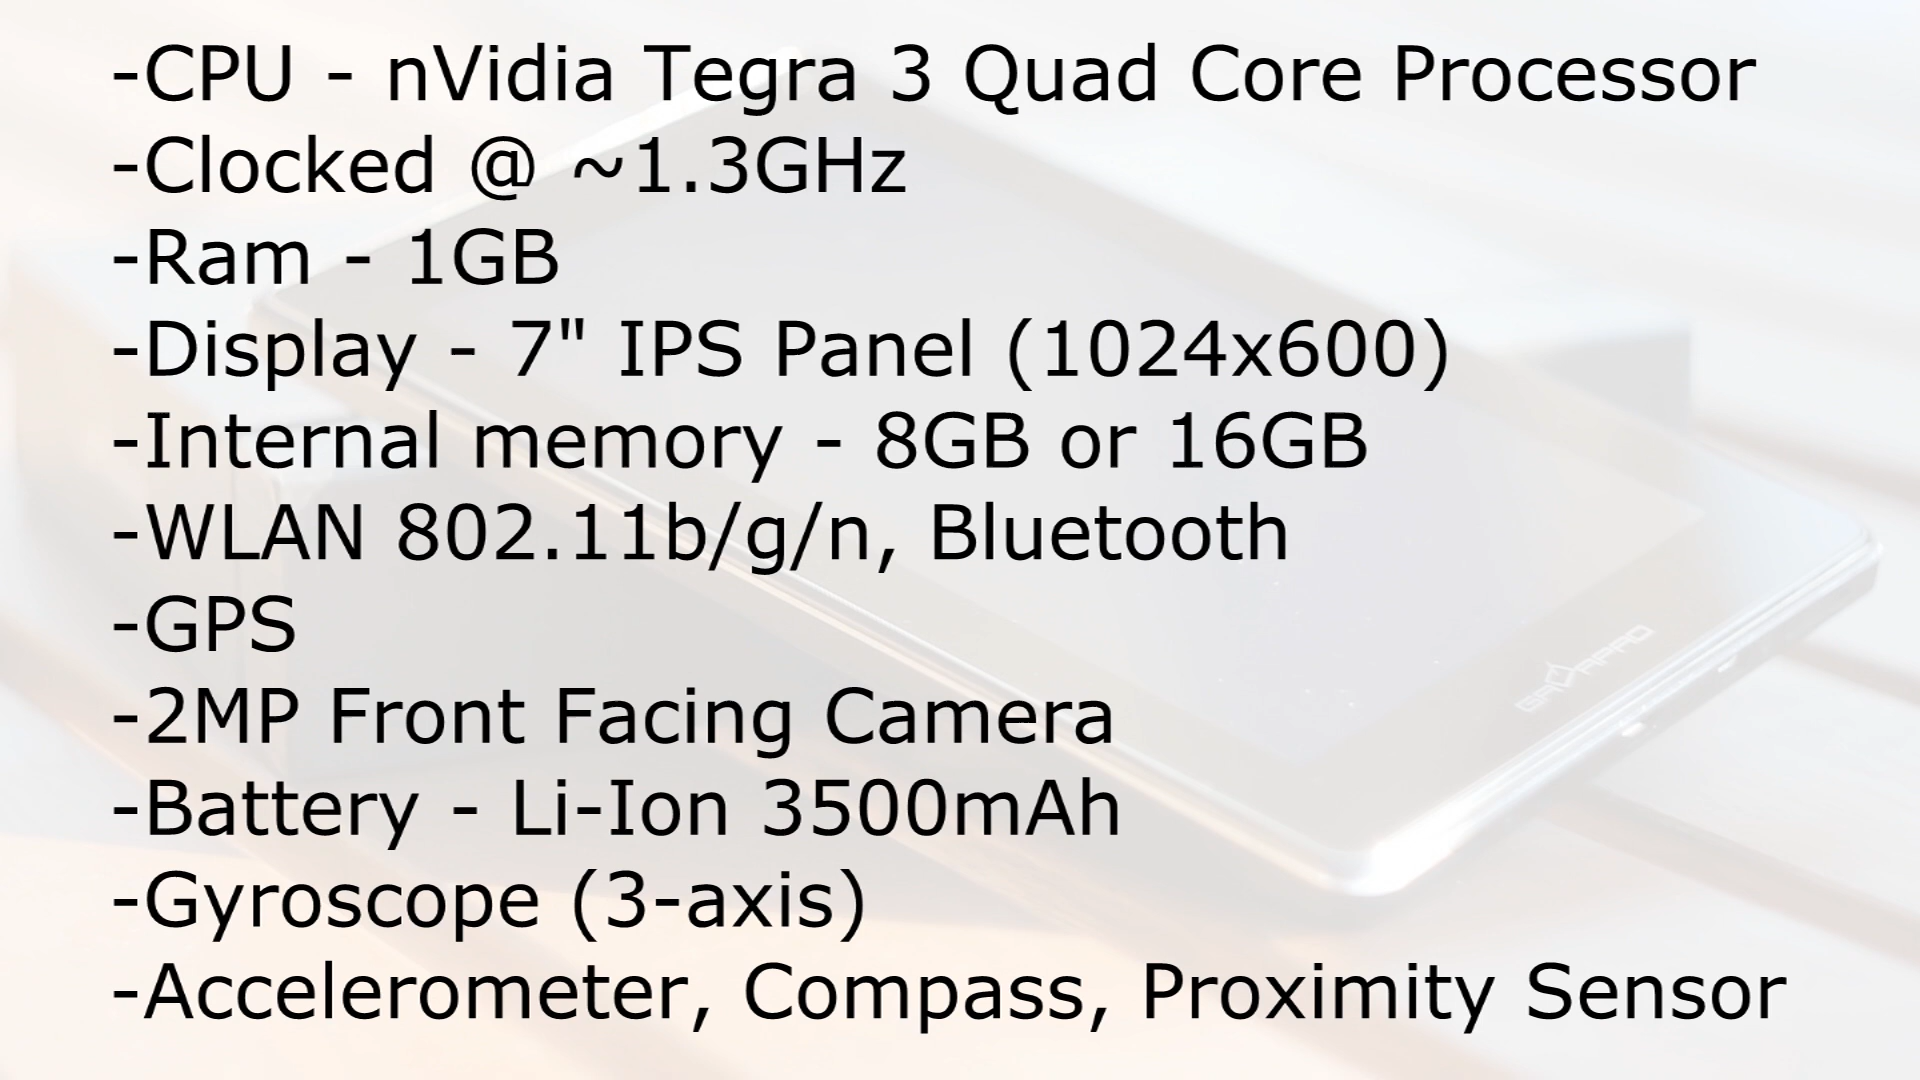 -CPU - nVidia Tegra 3 Quad Core Processor
-Clocked @ ~1.3GHz
-Ram - 1GB
-Display - 7" IPS Panel (1024x600)
-Internal memory - 8GB or 16GB
-WLAN 802.11b/g/n, Bluetooth
-GPS
-2MP Front Facing Camera
-Battery - Li-Ion 3500mAh
-Gyroscope (3-axis)
-Accelerometer, Compass, Proximity Sensor